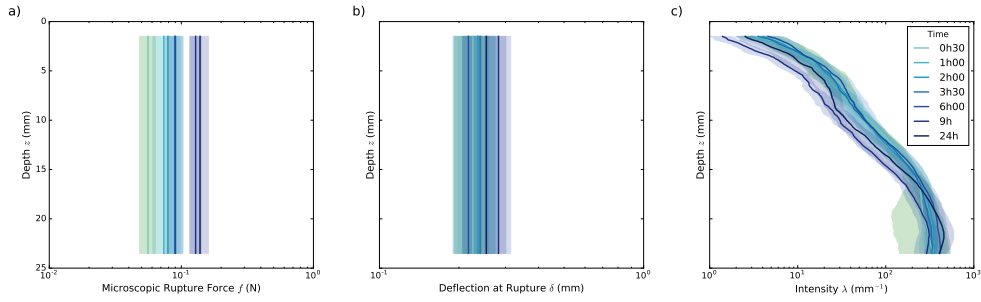 a)
0
5
10
15
20
25
Depth z (mm)
10⁻² 10⁻¹ 10⁰
Microscopic Rupture Force f (N)
b)
Depth z (mm)
10⁻¹ 10⁰
Deflection at Rupture δ (mm)
c)
Depth z (mm)
10⁰ 10¹ 10² 10³
Intensity λ (mm⁻¹)
Time
0h30
1h00
2h00
3h30
6h00
9h
24h